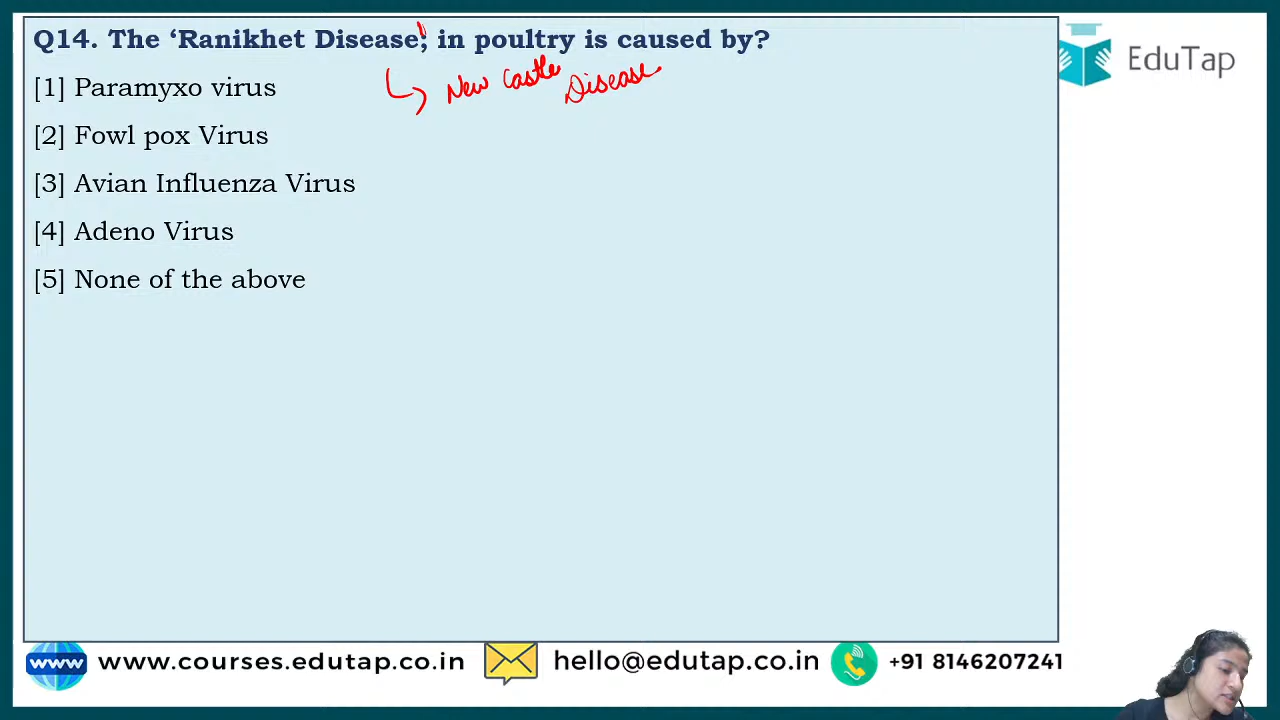 Q14. The ‘Ranikhet Disease; in poultry is caused by?
New Castle Disease
[1] Paramyxo virus
[2] Fowl pox Virus
[3] Avian Influenza Virus
[4] Adeno Virus
[5] None of the above
EduTap
www www.courses.edutap.co.in hello@edutap.co.in +91 8146207241